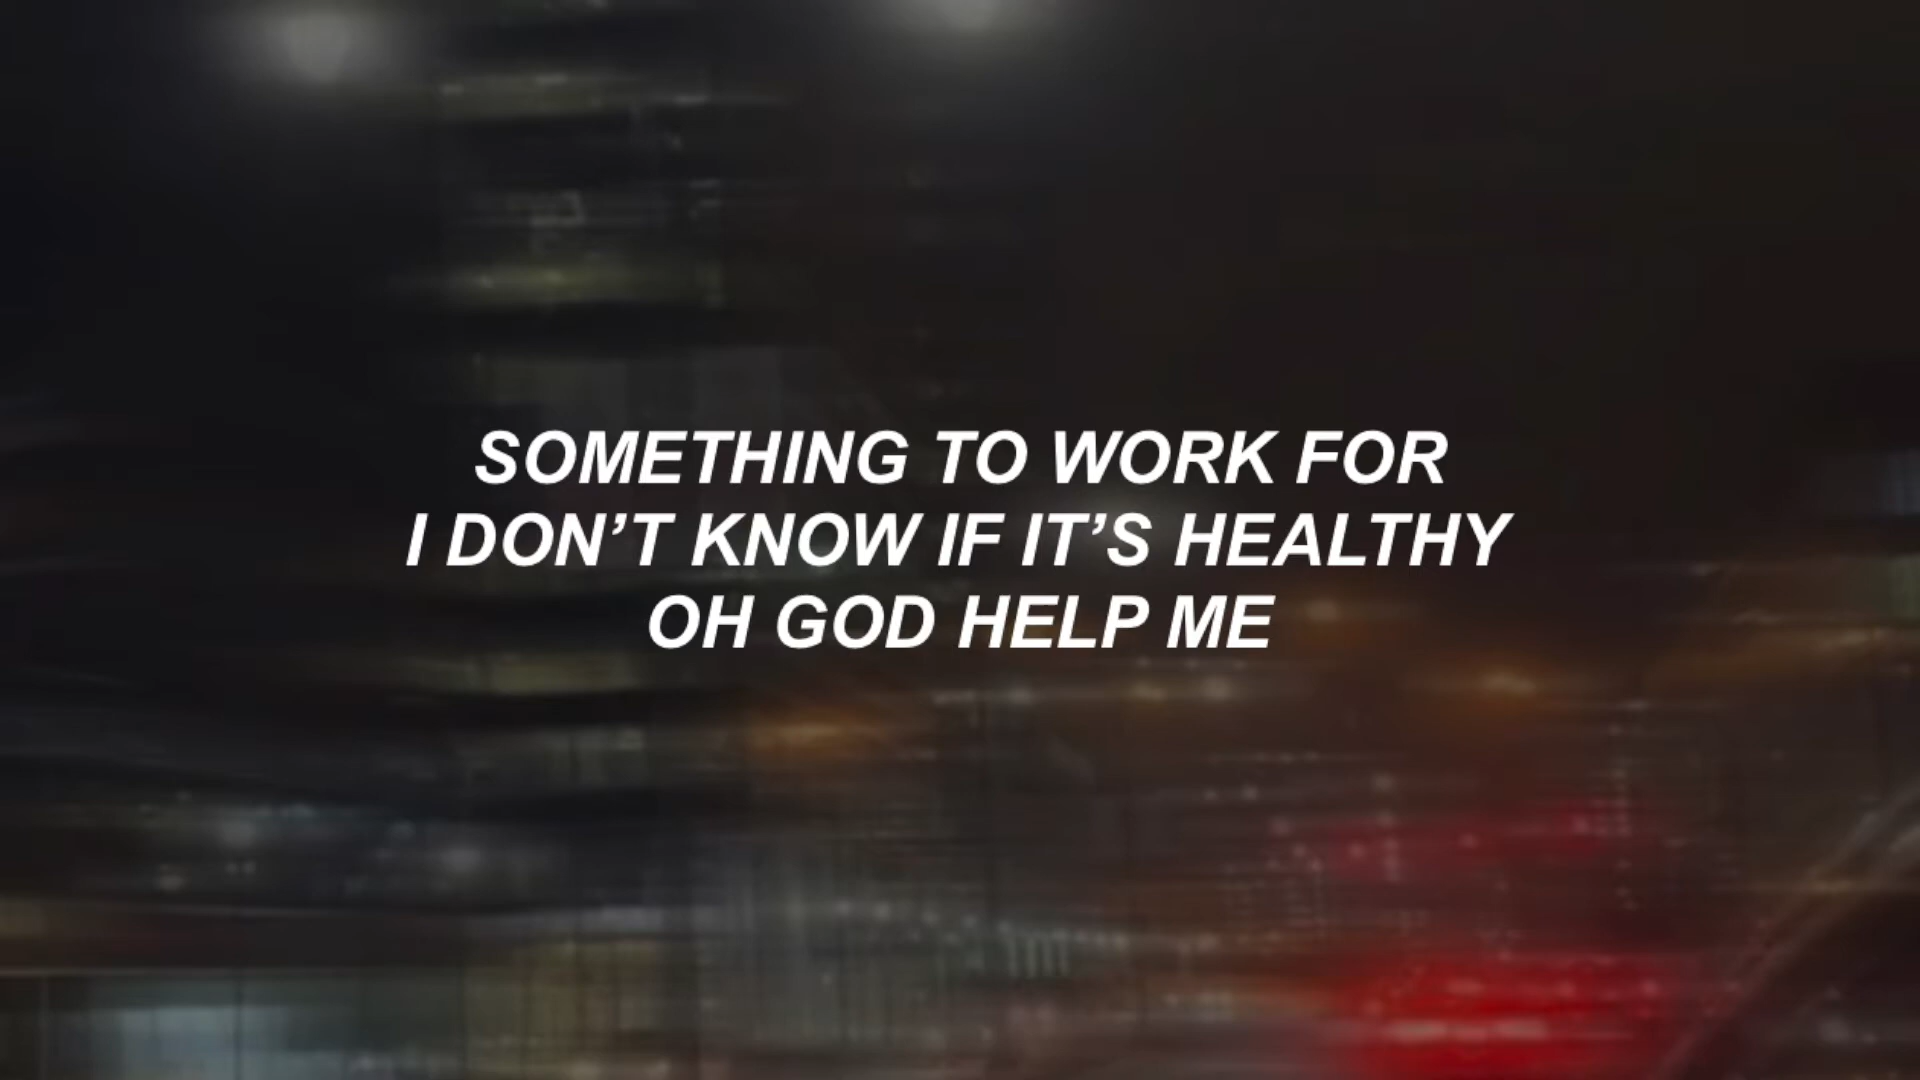 SOMETHING TO WORK FOR
I DON’T KNOW IF IT’S HEALTHY
OH GOD HELP ME